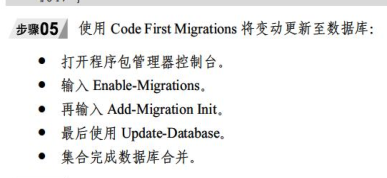 步骤05 使用 Code First Migrations 将变动更新至数据库:
● 打开程序包管理器控制台。
● 输入 Enable-Migrations。
● 再输入 Add-Migration Init。
● 最后使用 Update-Database。
● 集合完成数据库合并。